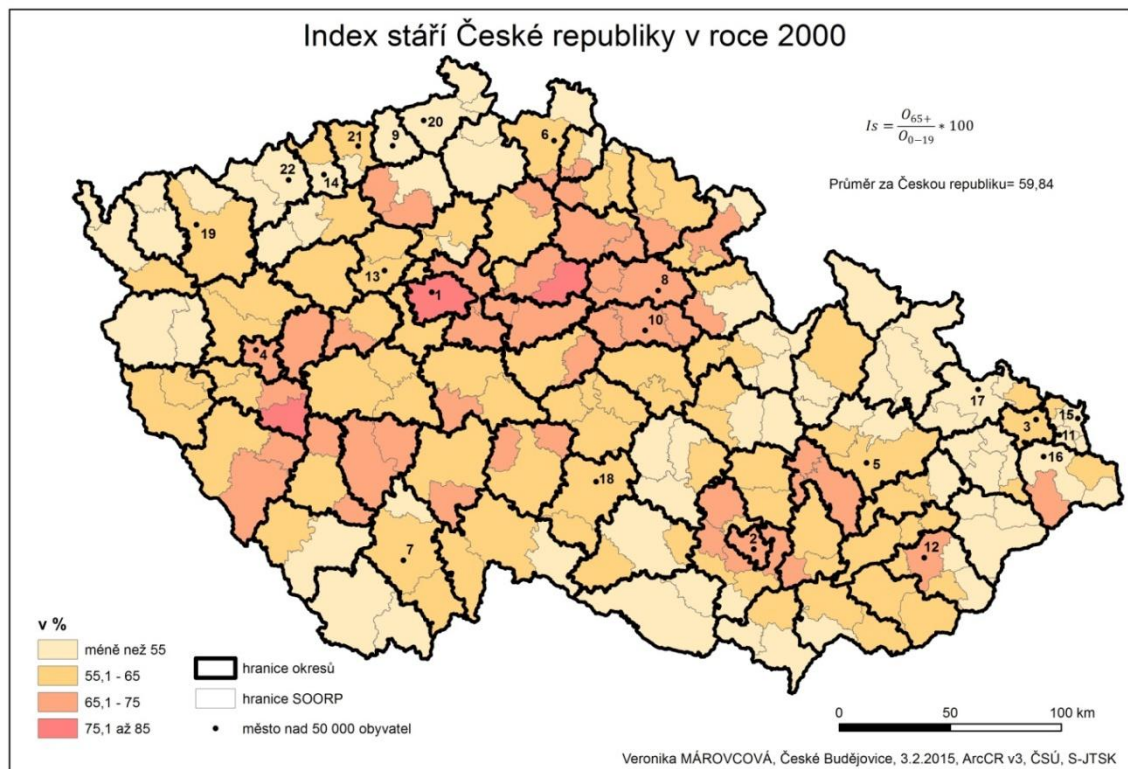 Index stáří České republiky v roce 2000
Is = O65+ / O0−19 * 100
Průměr za Českou republiku= 59,84
20
21
9
6
22
14
19
13
1
8
10
4
17
15
3
11
16
5
18
2
12
7
v %
méně než 55
55,1 - 65
65,1 - 75
75,1 až 85
hranice okresů
hranice SOORP
město nad 50 000 obyvatel
0 50 100 km
Veronika MÁROVCOVÁ, České Budějovice, 3.2.2015, ArcCR v3, ČSÚ, S-JTSK